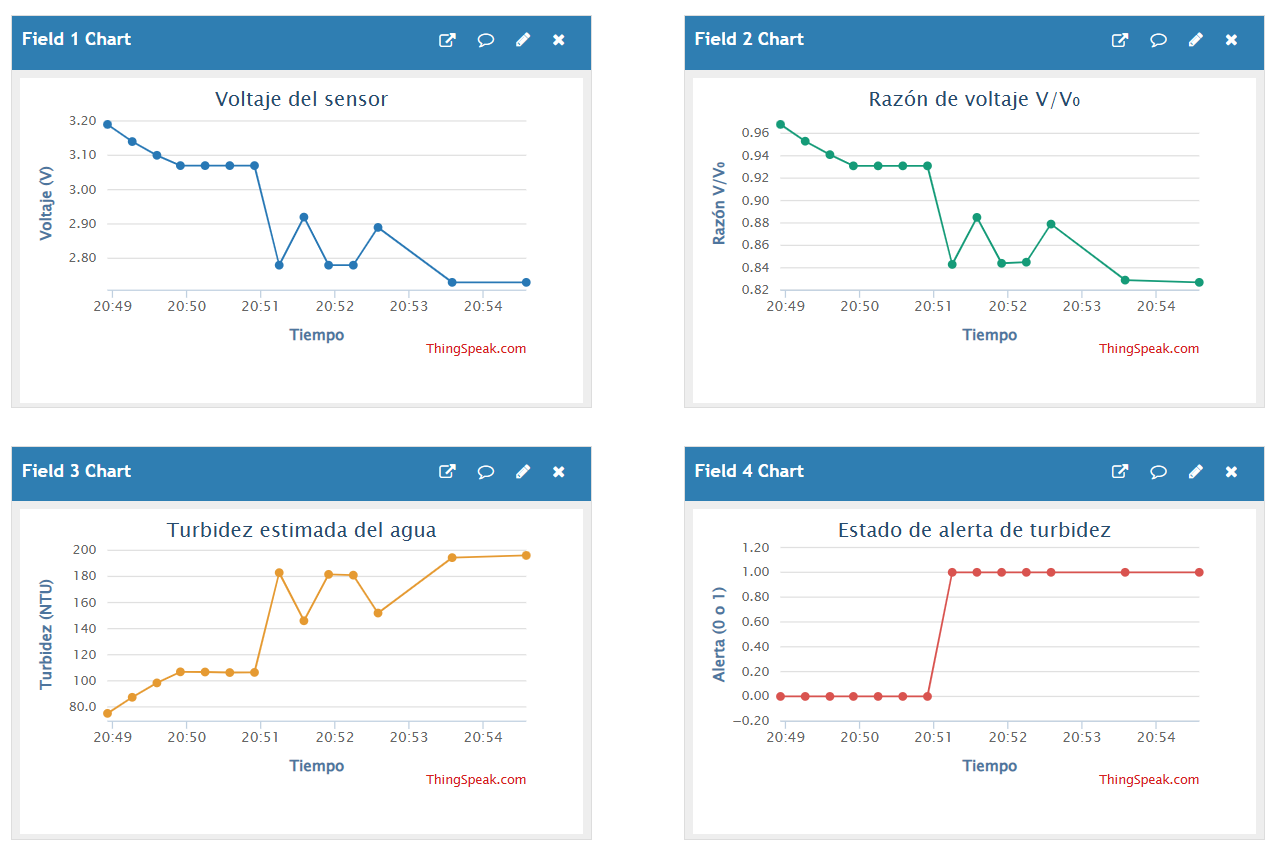 Field 1 Chart
Voltaje del sensor
Voltaje (V)
3.20
3.10
3.00
2.90
2.80
20:49 20:50 20:51 20:52 20:53 20:54
Tiempo
ThingSpeak.com
Field 2 Chart
Razón de voltaje V/V₀
Razón V/V₀
0.96
0.94
0.92
0.90
0.88
0.86
0.84
0.82
20:49 20:50 20:51 20:52 20:53 20:54
Tiempo
ThingSpeak.com
Field 3 Chart
Turbidez estimada del agua
Turbidez (NTU)
200
180
160
140
120
100
80.0
20:49 20:50 20:51 20:52 20:53 20:54
Tiempo
ThingSpeak.com
Field 4 Chart
Estado de alerta de turbidez
Alerta (0 o 1)
1.20
1.00
0.80
0.60
0.40
0.20
0.00
−0.20
20:49 20:50 20:51 20:52 20:53 20:54
Tiempo
ThingSpeak.com